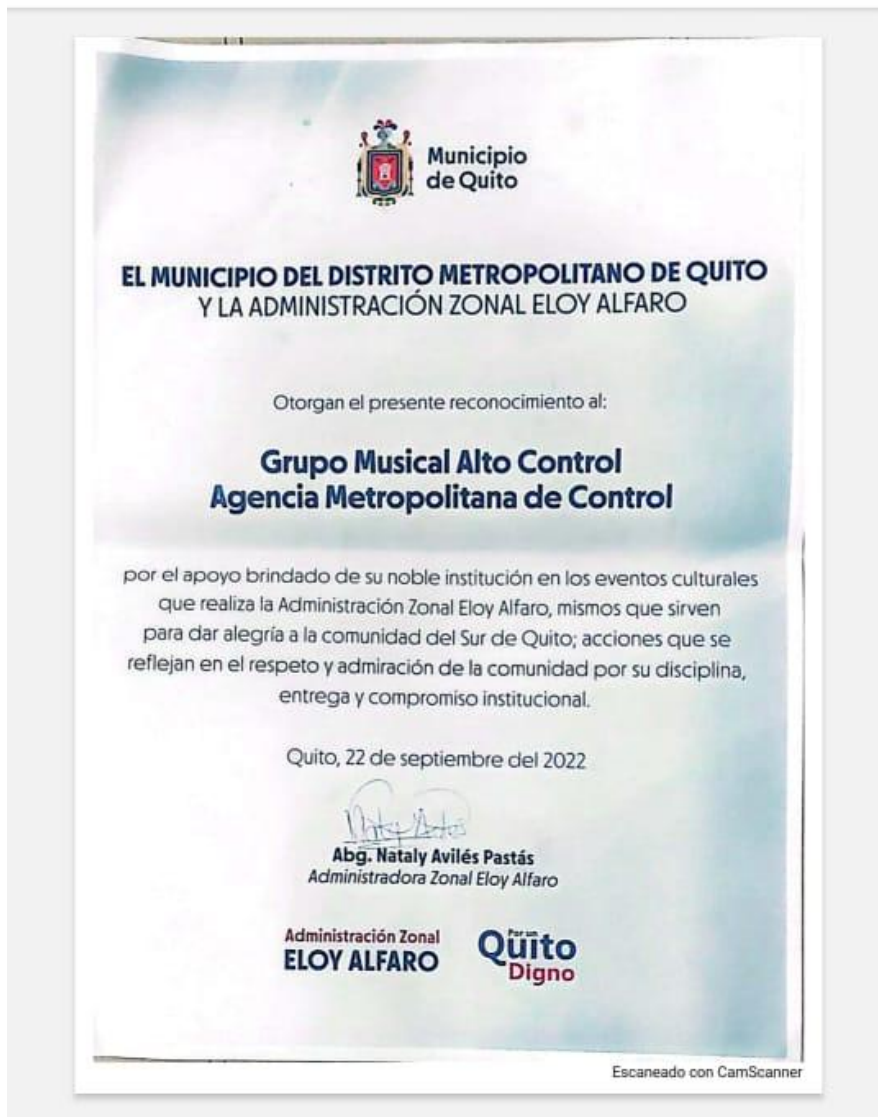 Municipio
de Quito
EL MUNICIPIO DEL DISTRITO METROPOLITANO DE QUITO
Y LA ADMINISTRACIÓN ZONAL ELOY ALFARO
Otorgan el presente reconocimiento al:
Grupo Musical Alto Control
Agencia Metropolitana de Control
por el apoyo brindado de su noble institución en los eventos culturales
que realiza la Administración Zonal Eloy Alfaro, mismos que sirven
para dar alegría a la comunidad del Sur de Quito; acciones que se
reflejan en el respeto y admiración de la comunidad por su disciplina,
entrega y compromiso institucional.
Quito, 22 de septiembre del 2022
Abg. Nataly Avilés Pastás
Administradora Zonal Eloy Alfaro
Administración Zonal
ELOY ALFARO
Por un
Quito
Digno
Escaneado con CamScanner